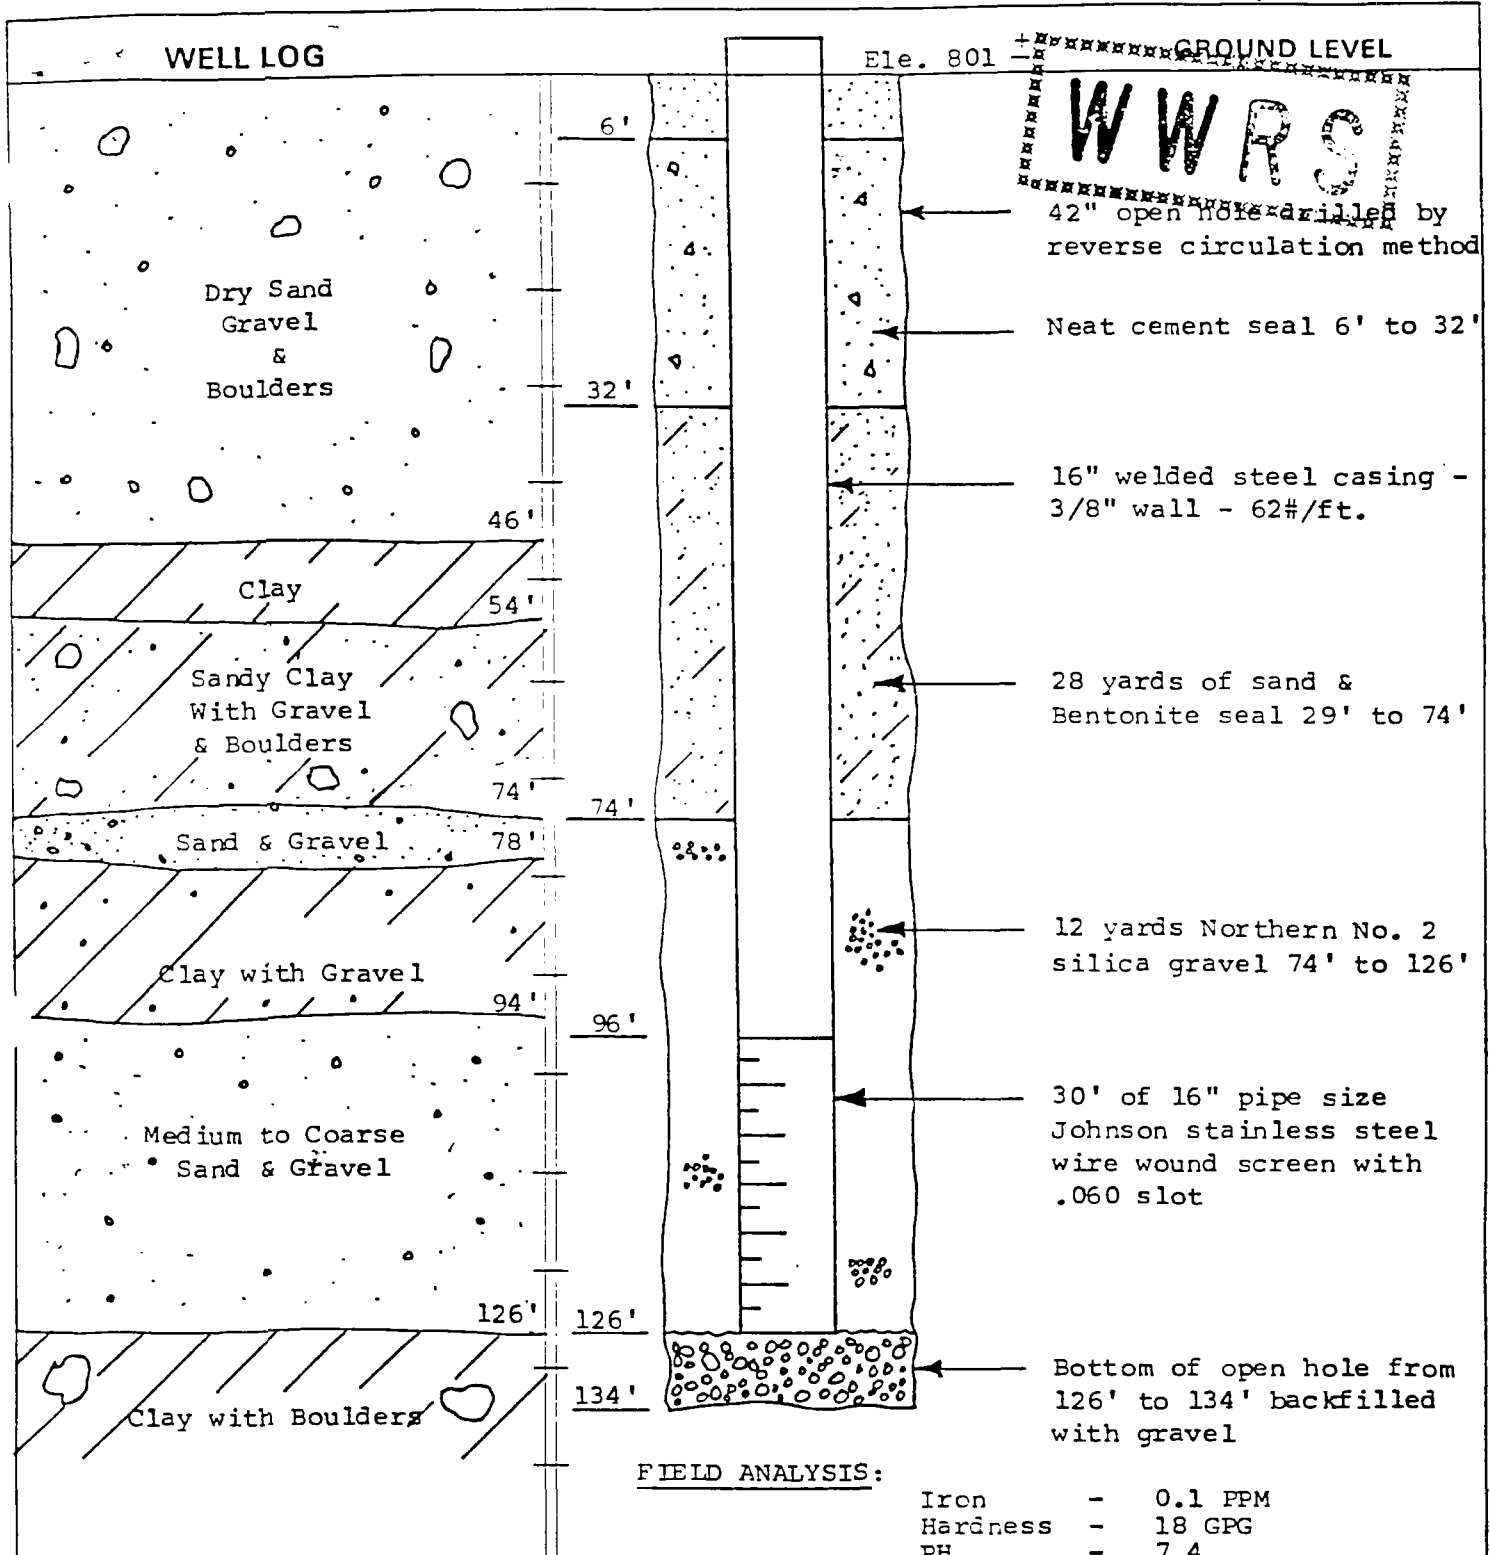 WELL LOG
Ele. 801 ±
GROUND LEVEL
WWRS
6'
42" open hole drilled by
reverse circulation method
Dry Sand
Gravel
&
Boulders
Neat cement seal 6' to 32'
32'
16" welded steel casing -
3/8" wall - 62#/ft.
46'
Clay
54'
Sandy Clay
With Gravel
& Boulders
28 yards of sand &
Bentonite seal 29' to 74'
74'
74'
Sand & Gravel
78'
12 yards Northern No. 2
silica gravel 74' to 126'
Clay with Gravel
94'
96'
30' of 16" pipe size
Johnson stainless steel
wire wound screen with
.060 slot
Medium to Coarse
Sand & Gravel
126'
126'
Bottom of open hole from
126' to 134' backfilled
with gravel
134'
Clay with Boulders
FIELD ANALYSIS:
Iron - 0.1 PPM
Hardness - 18 GPG
PH - 7.4